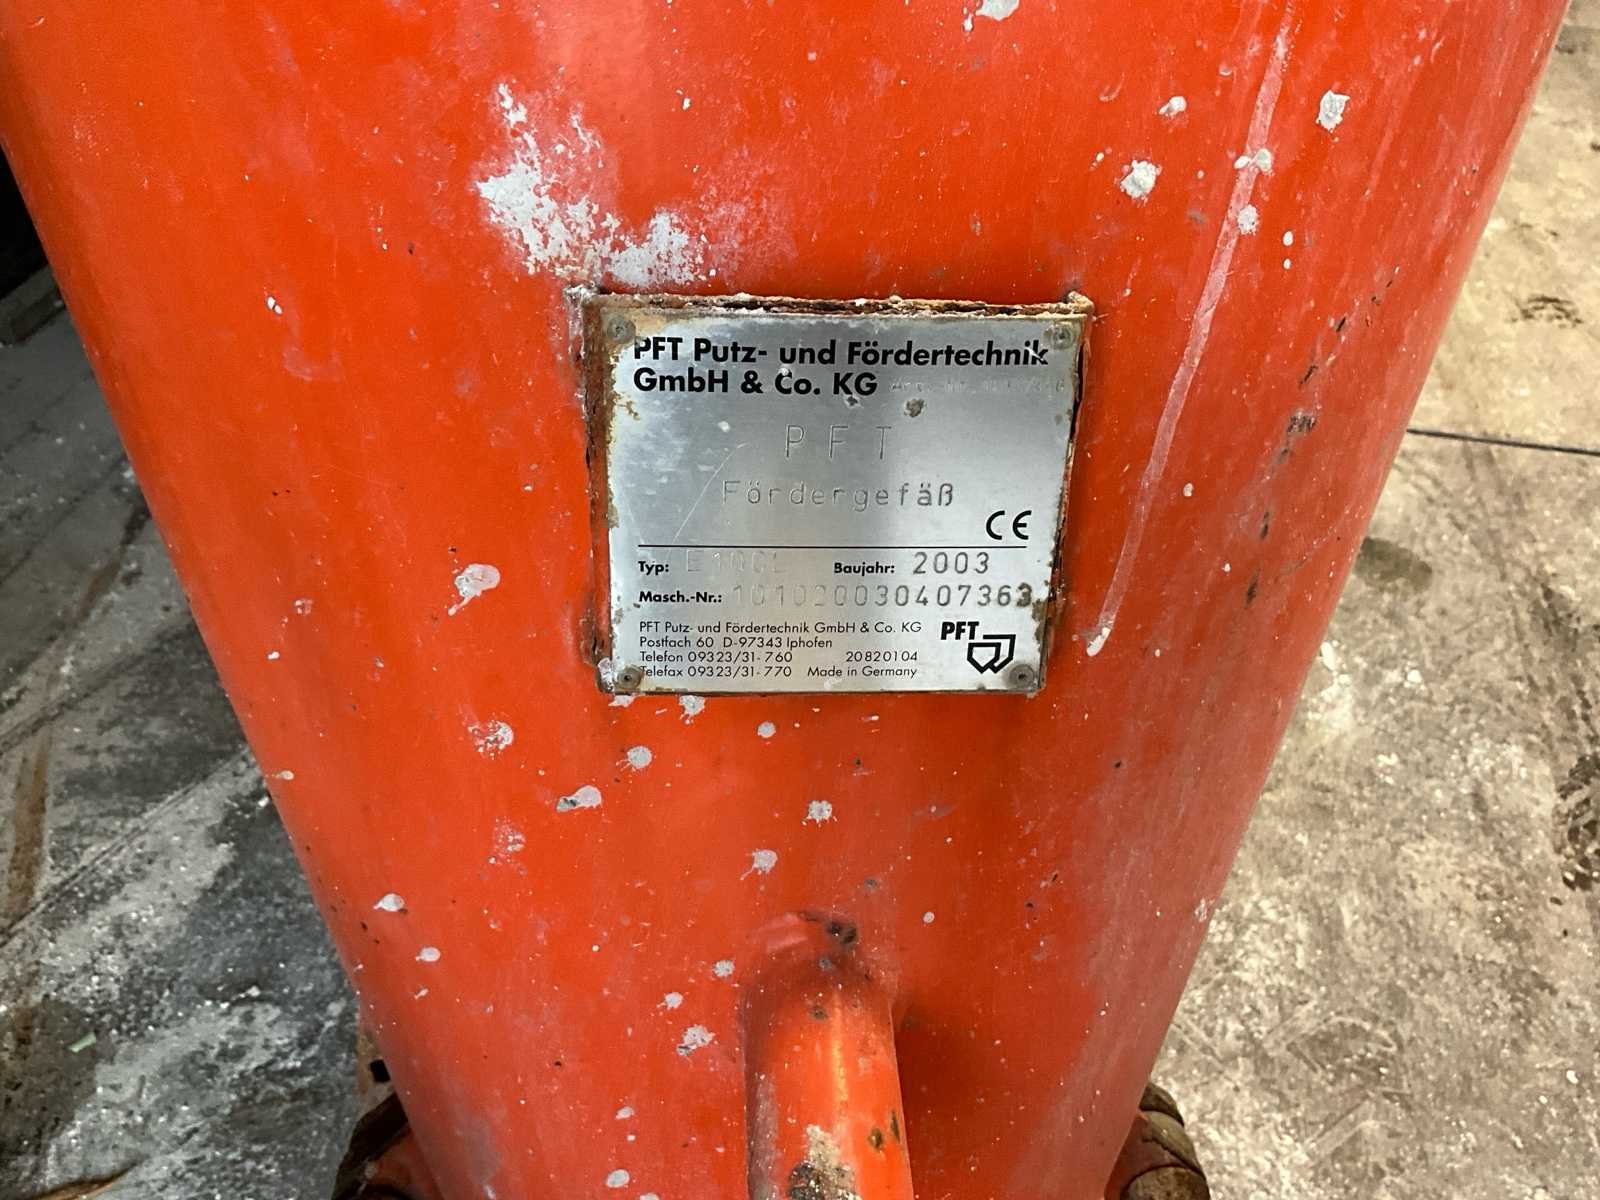 PFT Putz- und Fördertechnik
GmbH & Co. KG
PFT
Fördergefäß
CE
Typ: E100L Baujahr: 2003
Masch.-Nr.: 101020030407363
PFT Putz- und Fördertechnik GmbH & Co. KG
Postfach 60 D-97343 Iphofen
Telefon 09323/31-760 20820104
Telefax 09323/31-770 Made in Germany
PFT